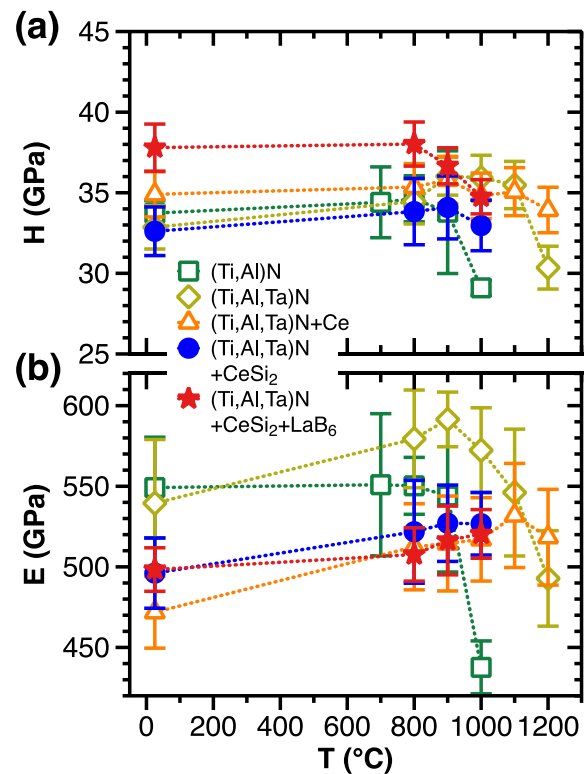 (a)
45
40
35
30
25
H (GPa)
(Ti,Al)N
(Ti,Al,Ta)N
(Ti,Al,Ta)N+Ce
(Ti,Al,Ta)N
+CeSi2
(Ti,Al,Ta)N
+CeSi2+LaB6
(b)
600
550
500
450
E (GPa)
0 200 400 600 800 1000 1200
T (°C)